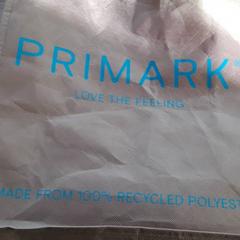 PRIMARK®
LOVE THE FEELING
MADE FROM 100% RECYCLED POLYEST